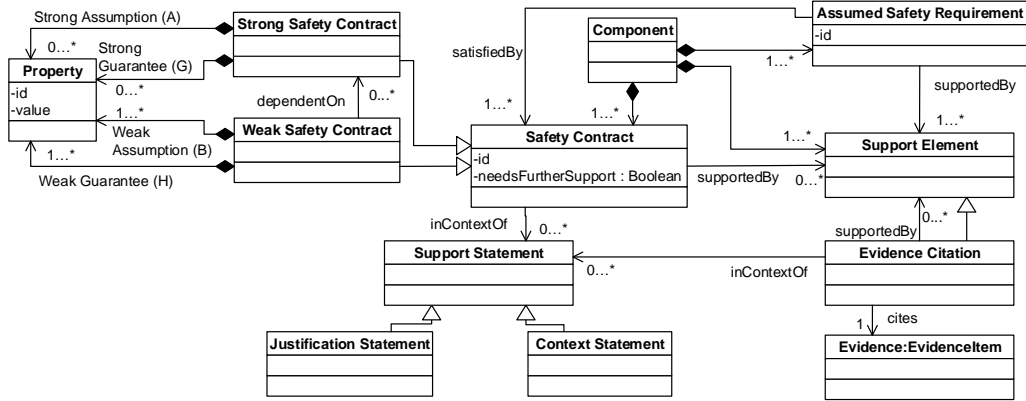 Strong Assumption (A)
Strong Safety Contract
Component
Assumed Safety Requirement
-id
0...*
Strong
Guarantee (G)
satisfiedBy
1...*
Property
-id
-value
0...*
dependentOn
0...*
supportedBy
1...*
1...*
1...*
1...*
1...*
Weak
Assumption (B)
Weak Safety Contract
Safety Contract
-id
-needsFurtherSupport : Boolean
Support Element
1...*
Weak Guarantee (H)
supportedBy
0...*
inContextOf
0...*
supportedBy
0...*
Support Statement
0...*
inContextOf
Evidence Citation
1
cites
Justification Statement
Context Statement
Evidence:EvidenceItem